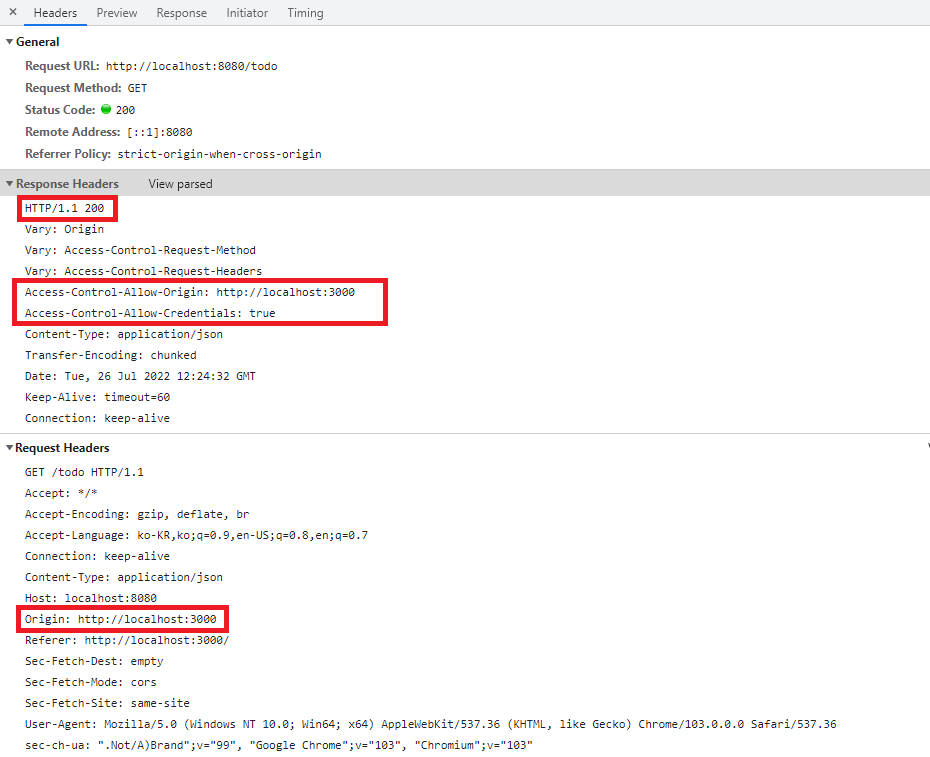 × Headers Preview Response Initiator Timing
▼General
Request URL: http://localhost:8080/todo
Request Method: GET
Status Code: 200
Remote Address: [::1]:8080
Referrer Policy: strict-origin-when-cross-origin
▼Response Headers View parsed
HTTP/1.1 200
Vary: Origin
Vary: Access-Control-Request-Method
Vary: Access-Control-Request-Headers
Access-Control-Allow-Origin: http://localhost:3000
Access-Control-Allow-Credentials: true
Content-Type: application/json
Transfer-Encoding: chunked
Date: Tue, 26 Jul 2022 12:24:32 GMT
Keep-Alive: timeout=60
Connection: keep-alive
▼Request Headers
GET /todo HTTP/1.1
Accept: */*
Accept-Encoding: gzip, deflate, br
Accept-Language: ko-KR,ko;q=0.9,en-US;q=0.8,en;q=0.7
Connection: keep-alive
Content-Type: application/json
Host: localhost:8080
Origin: http://localhost:3000
Referer: http://localhost:3000/
Sec-Fetch-Dest: empty
Sec-Fetch-Mode: cors
Sec-Fetch-Site: same-site
User-Agent: Mozilla/5.0 (Windows NT 10.0; Win64; x64) AppleWebKit/537.36 (KHTML, like Gecko) Chrome/103.0.0.0 Safari/537.36
sec-ch-ua: ".Not/A)Brand";v="99", "Google Chrome";v="103", "Chromium";v="103"